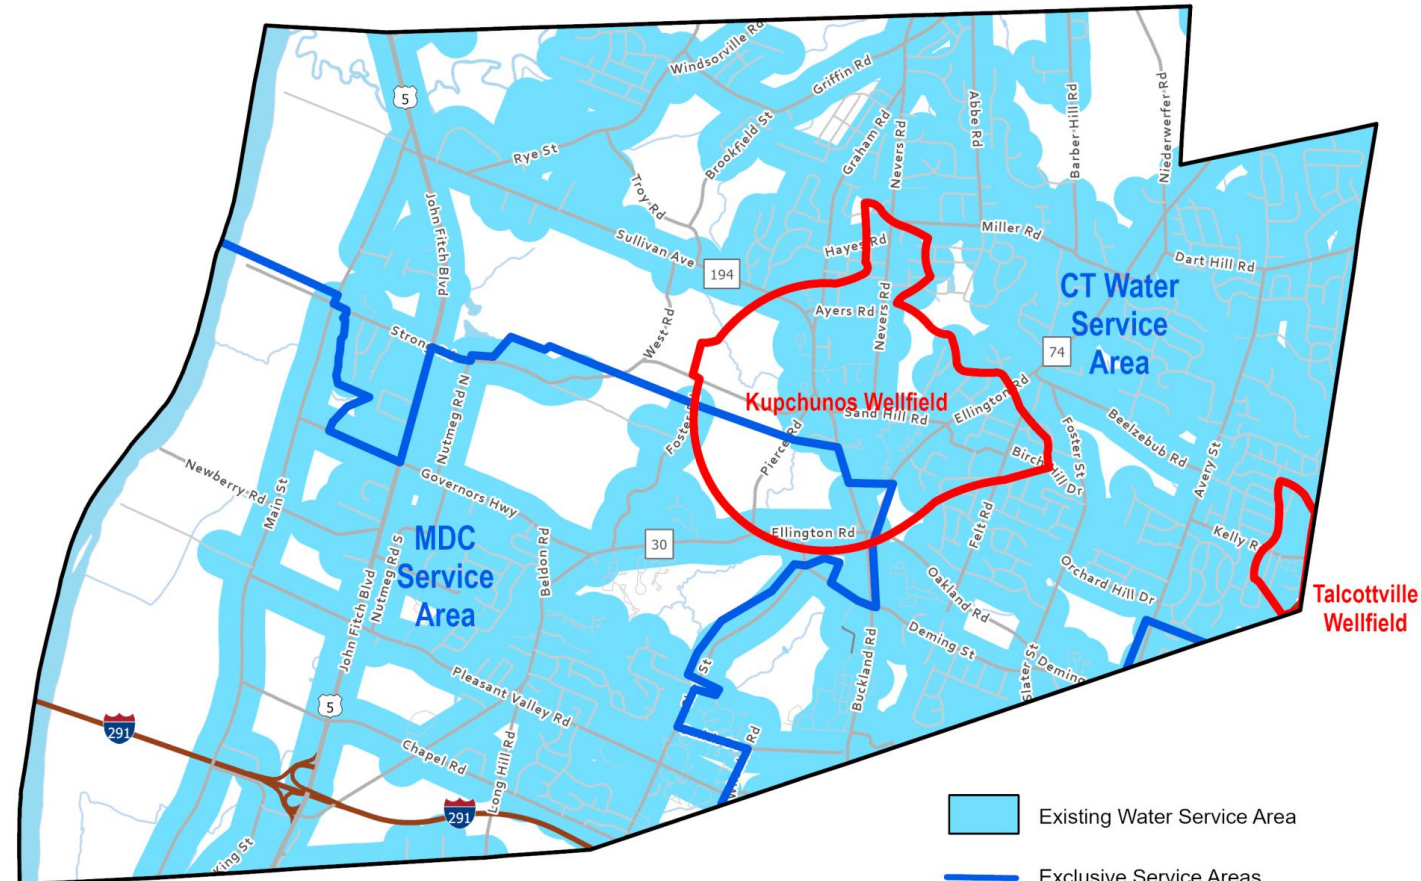 Windsorville Rd
Griffin Rd
5
Abbe Rd
Barber Hill Rd
Niederwerfer Rd
Graham Rd
Nevers Rd
Brookfield St
Rye St
Troy Rd
John Fitch Blvd
Sullivan Ave
194
Hayes Rd
Miller Rd
Dart Hill Rd
CT Water
Service
Area
Ayers Rd
Nevers Rd
West Rd
74
Nutmeg Rd N
Kupchunos Wellfield
Sand Hill Rd
Ellington Rd
Pierce Rd
Foster St
Beelzebub Rd
Birch Hill Dr
Avery St
Newberry Rd
Main St
Governors Hwy
MDC
Service
Area
Nutmeg Rd S
John Fitch Blvd
Beldon Rd
30
Ellington Rd
Felt Rd
Kelly R
Oakland Rd
Orchard Hill Dr
Talcottville
Wellfield
Deming St
Deming
Slater St
Buckland Rd
Pleasant Valley Rd
5
291
Chapel Rd
Long Hill Rd
291
King St
Existing Water Service Area
Exclusive Service Areas